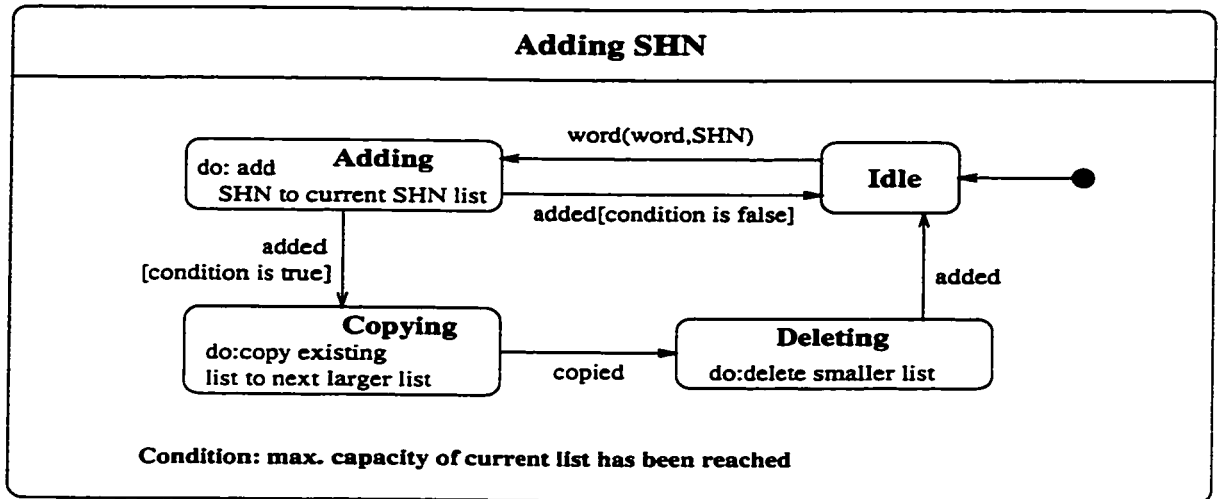 Adding SHN
word(word,SHN)
Adding
do: add
SHN to current SHN list
Idle
added[condition is false]
added
[condition is true]
added
Copying
do:copy existing
list to next larger list
copied
Deleting
do:delete smaller list
Condition: max. capacity of current list has been reached